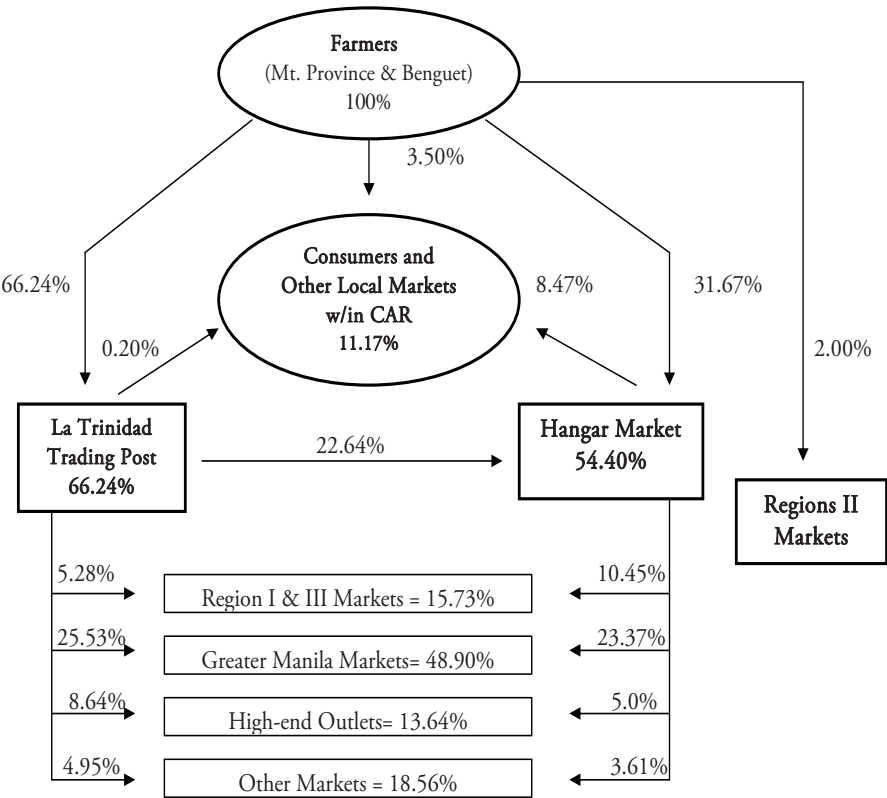 Farmers
(Mt. Province & Benguet)
100%
3.50%
Consumers and
Other Local Markets
w/in CAR
11.17%
66.24%
8.47%
31.67%
0.20%
2.00%
La Trinidad
Trading Post
66.24%
22.64%
Hangar Market
54.40%
Regions II
Markets
5.28%
Region I & III Markets = 15.73%
10.45%
25.53%
Greater Manila Markets= 48.90%
23.37%
8.64%
High-end Outlets= 13.64%
5.0%
4.95%
Other Markets = 18.56%
3.61%